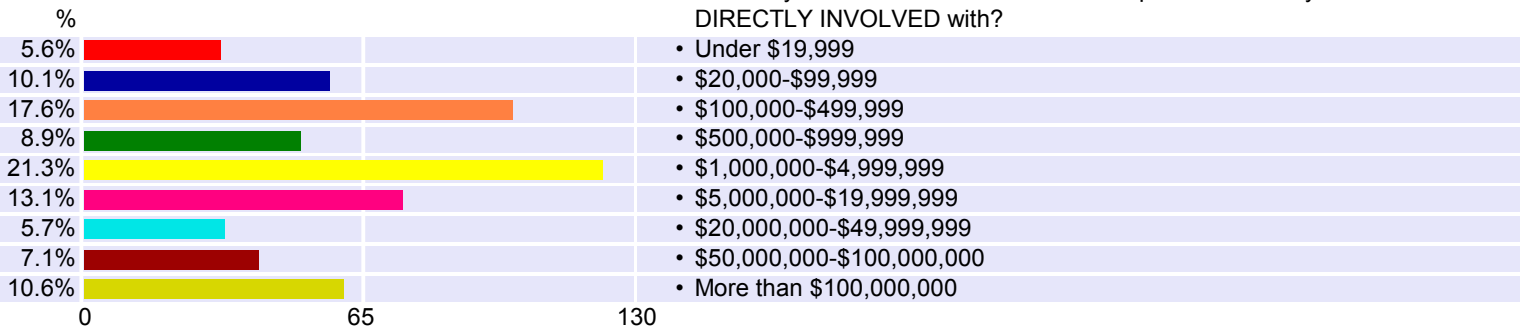 %
DIRECTLY INVOLVED with?
5.6% • Under $19,999
10.1% • $20,000-$99,999
17.6% • $100,000-$499,999
8.9% • $500,000-$999,999
21.3% • $1,000,000-$4,999,999
13.1% • $5,000,000-$19,999,999
5.7% • $20,000,000-$49,999,999
7.1% • $50,000,000-$100,000,000
10.6% • More than $100,000,000
0 65 130